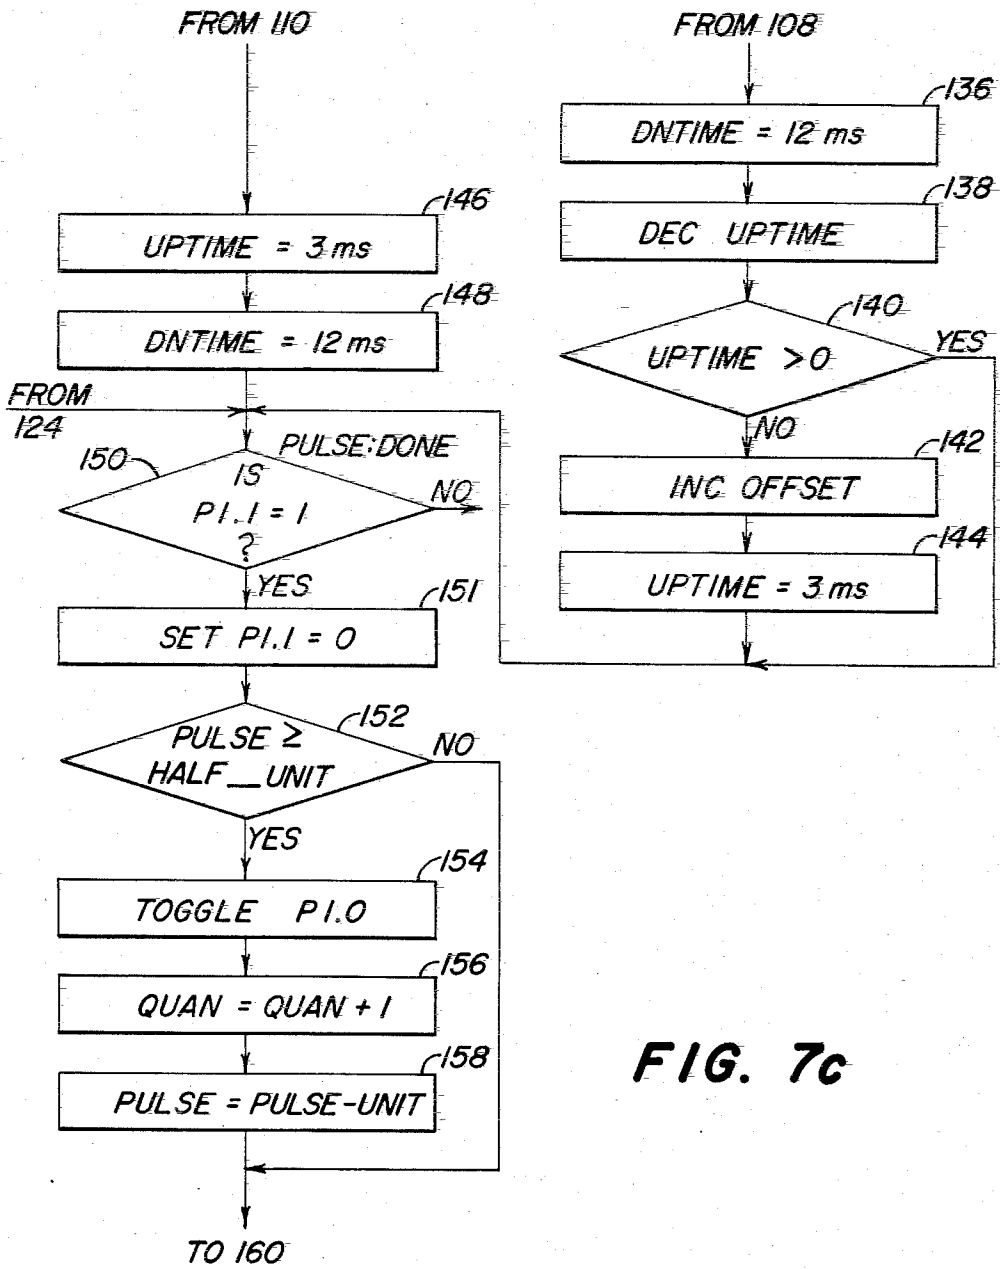 FROM 110
146
UPTIME = 3 ms
148
DNTIME = 12 ms
FROM
124
PULSE:DONE
150
IS
P1.1 = 1
?
NO
YES
151
SET P1.1 = 0
152
PULSE ≥
HALF__UNIT
NO
YES
154
TOGGLE P1.0
156
QUAN = QUAN + 1
158
PULSE = PULSE-UNIT
TO 160
FROM 108
136
DNTIME = 12 ms
138
DEC UPTIME
140
UPTIME > 0
YES
NO
142
INC OFFSET
144
UPTIME = 3 ms
FIG. 7c